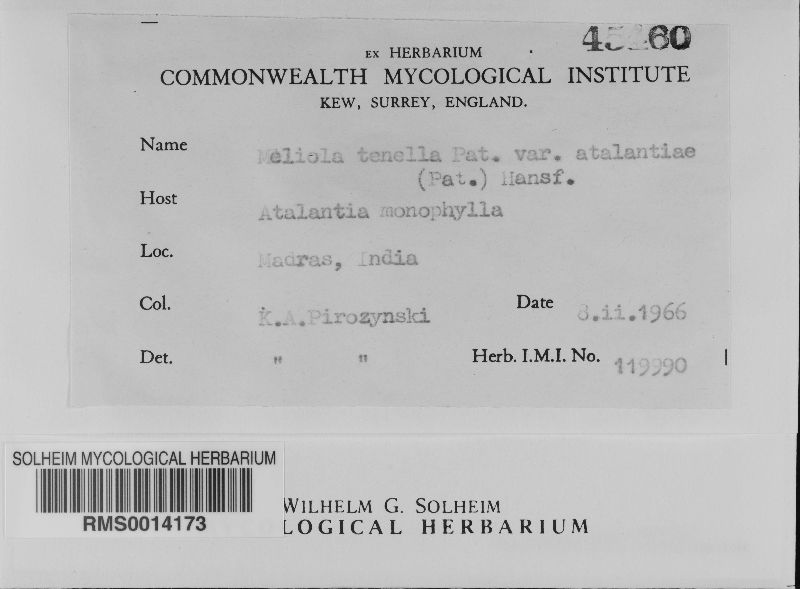 EX HERBARIUM
COMMONWEALTH MYCOLOGICAL INSTITUTE
KEW, SURREY, ENGLAND.
Name Meliola tenella Pat. var. atalantiae
(Pat.) Hansf.
Host Atalantia monophylla
Loc. Madras, India
Col. K.A.Pirozynski Date 8.ii.1966
Det. " " Herb. I.M.I. No. 119990
SOLHEIM MYCOLOGICAL HERBARIUM
RMS0014173
WILHELM G. SOLHEIM
LOGICAL HERBARIUM